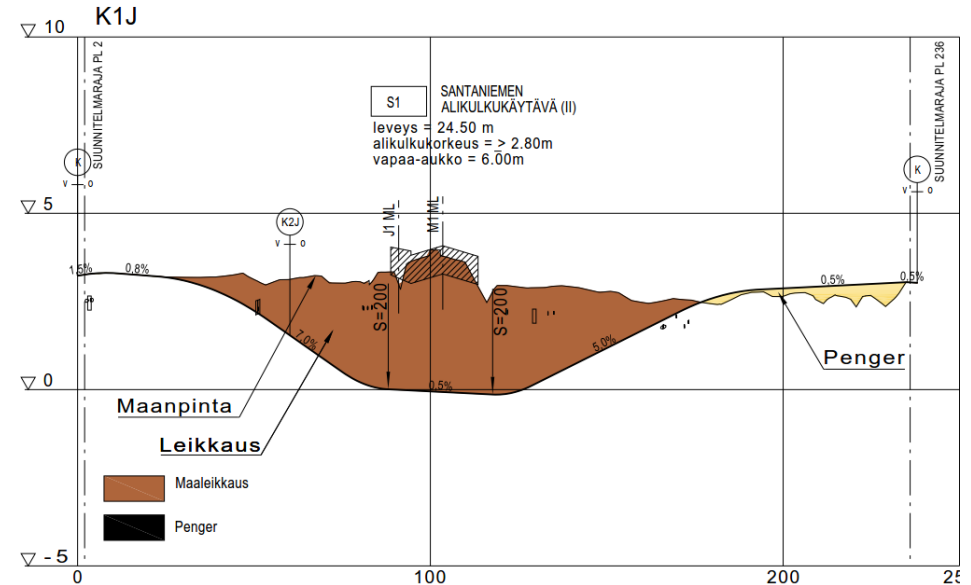 K1J
10
SUUNNITELMARAJA PL 2
SUUNNITELMARAJA PL 236
S1
SANTANIEMEN
ALIKULKUKÄYTÄVÄ (II)
leveys = 24.50 m
alikulkukorkeus = > 2.80m
vapaa-aukko = 6.00m
K
v o
K
v o
5
K2J
v o
J1 ML
M1 ML
1,5%
0,8%
0,5%
0,5%
S=200
S=200
7,0%
5,0%
Penger
0
0,5%
Maanpinta
Leikkaus
Maaleikkaus
Penger
-5
0
100
200
25